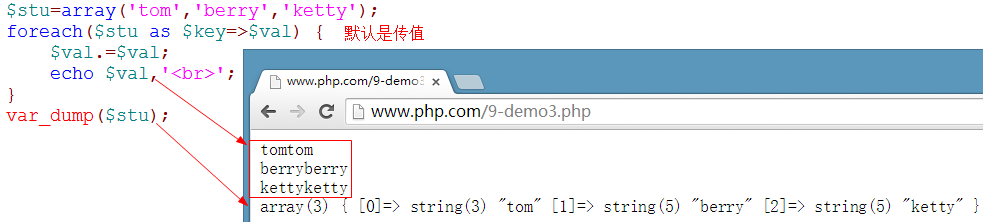 $stu=array('tom','berry','ketty');
foreach($stu as $key=>$val) { 默认是传值
$val.=$val;
echo $val,'<br>';
}
var_dump($stu);
www.php.com/9-demo3
www.php.com/9-demo3.php
tomtom
berryberry
kettyketty
array(3) { [0]=> string(3) "tom" [1]=> string(5) "berry" [2]=> string(5) "ketty" }